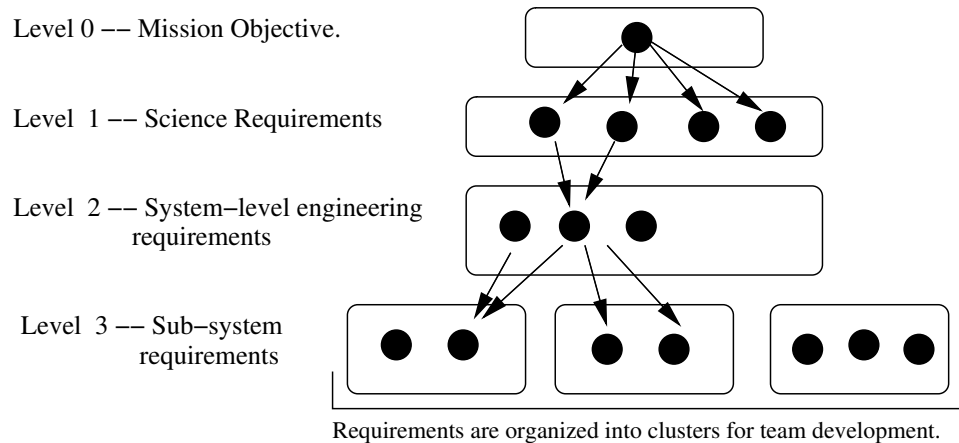 Level 0 −− Mission Objective.
Level 1 −− Science Requirements
Level 2 −− System−level engineering
requirements
Level 3 −− Sub−system
requirements
Requirements are organized into clusters for team development.